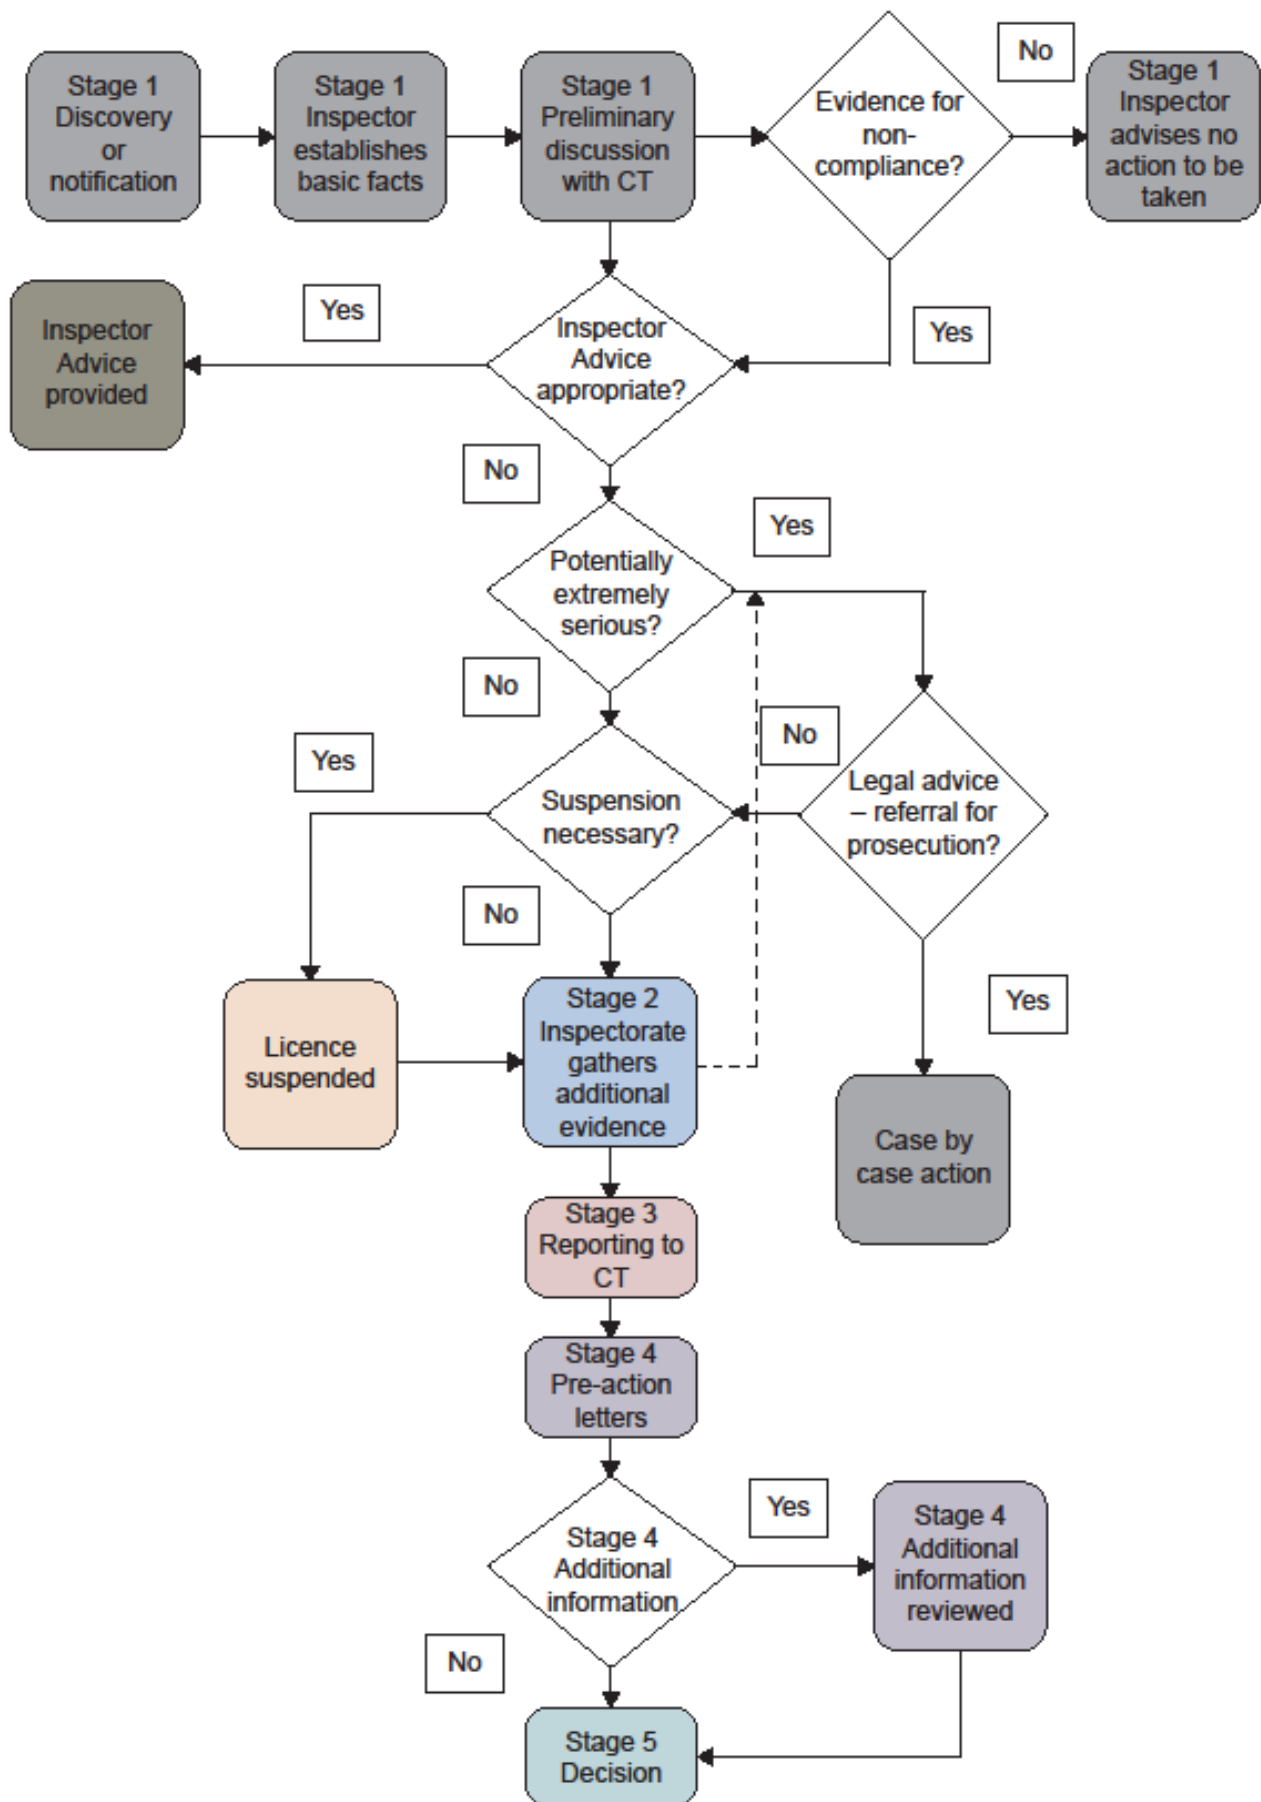 Stage 1
Discovery
or
notification
Stage 1
Inspector
establishes
basic facts
Stage 1
Preliminary
discussion
with CT
Evidence for
non-
compliance?
No
Stage 1
Inspector
advises no
action to be
taken
Inspector
Advice
provided
Yes
Inspector
Advice
appropriate?
Yes
No
Potentially
extremely
serious?
Yes
No
Yes
Suspension
necessary?
No
Legal advice
– referral for
prosecution?
No
Licence
suspended
Stage 2
Inspectorate
gathers
additional
evidence
Yes
Case by
case action
Stage 3
Reporting to
CT
Stage 4
Pre-action
letters
Stage 4
Additional
information
Yes
Stage 4
Additional
information
reviewed
No
Stage 5
Decision